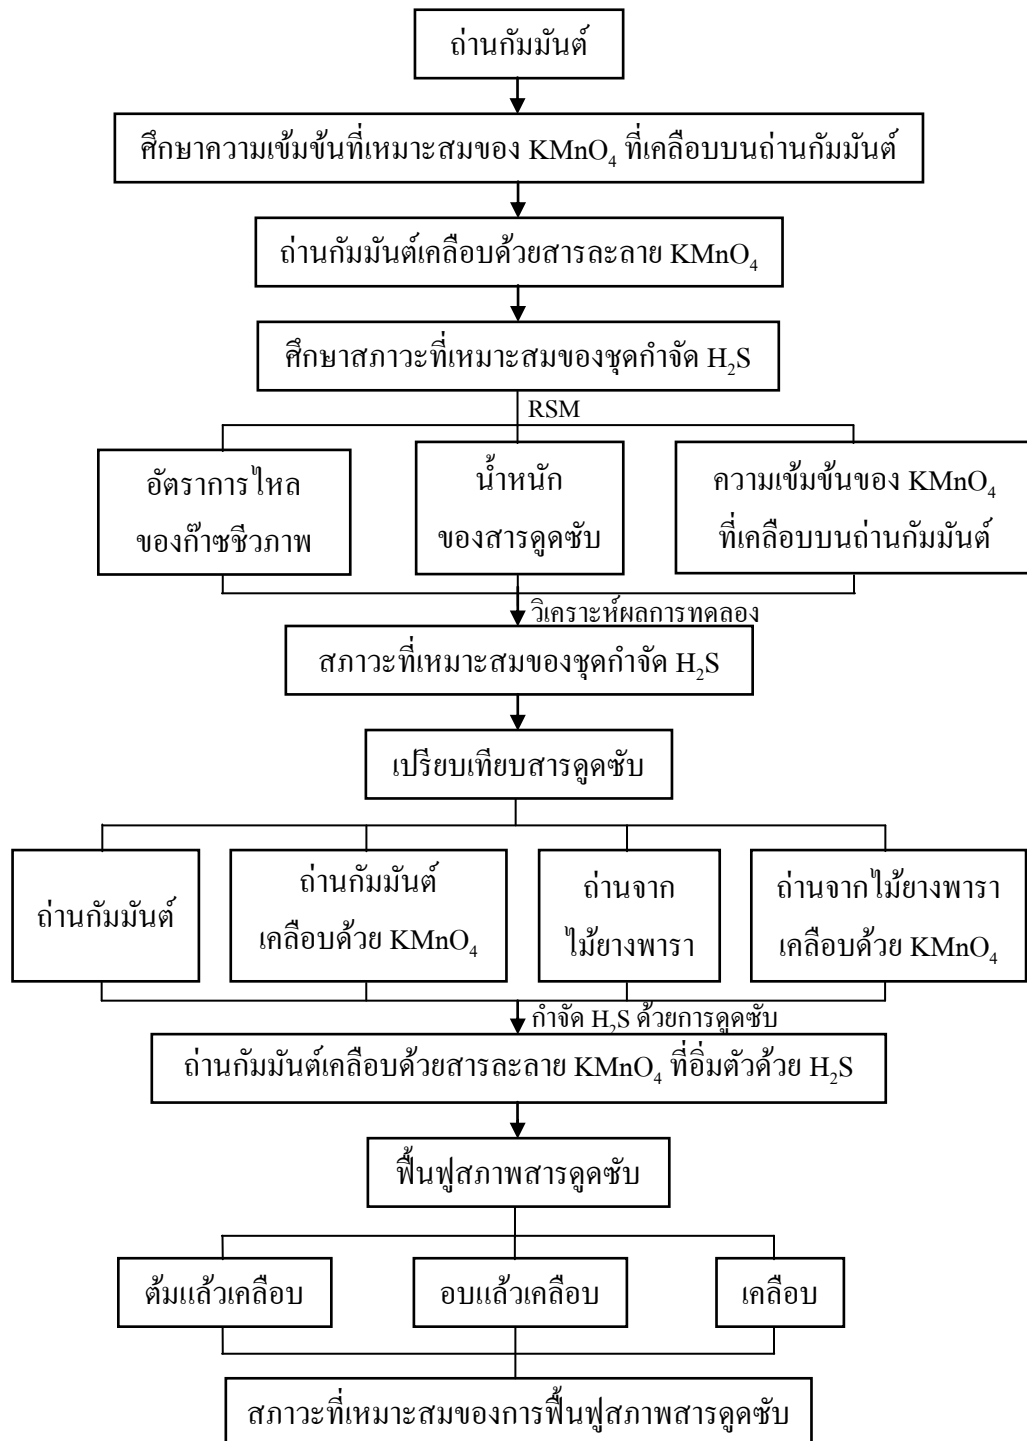 ถ่านกัมมันต์
ศึกษาความเข้มข้นที่เหมาะสมของ KMnO₄ ที่เคลือบบนถ่านกัมมันต์
ถ่านกัมมันต์เคลือบด้วยสารละลาย KMnO₄
ศึกษาสภาวะที่เหมาะสมของชุดกำจัด H₂S
RSM
อัตราการไหล
ของก๊าซชีวภาพ
น้ำหนัก
ของสารดูดซับ
ความเข้มข้นของ KMnO₄
ที่เคลือบบนถ่านกัมมันต์
วิเคราะห์ผลการทดลอง
สภาวะที่เหมาะสมของชุดกำจัด H₂S
เปรียบเทียบสารดูดซับ
ถ่านกัมมันต์
ถ่านกัมมันต์
เคลือบด้วย KMnO₄
ถ่านจาก
ไม้ยางพารา
ถ่านจากไม้ยางพารา
เคลือบด้วย KMnO₄
กำจัด H₂S ด้วยการดูดซับ
ถ่านกัมมันต์เคลือบด้วยสารละลาย KMnO₄ ที่อิ่มตัวด้วย H₂S
ฟื้นฟูสภาพสารดูดซับ
ต้มแล้วเคลือบ
อบแล้วเคลือบ
เคลือบ
สภาวะที่เหมาะสมของการฟื้นฟูสภาพสารดูดซับ